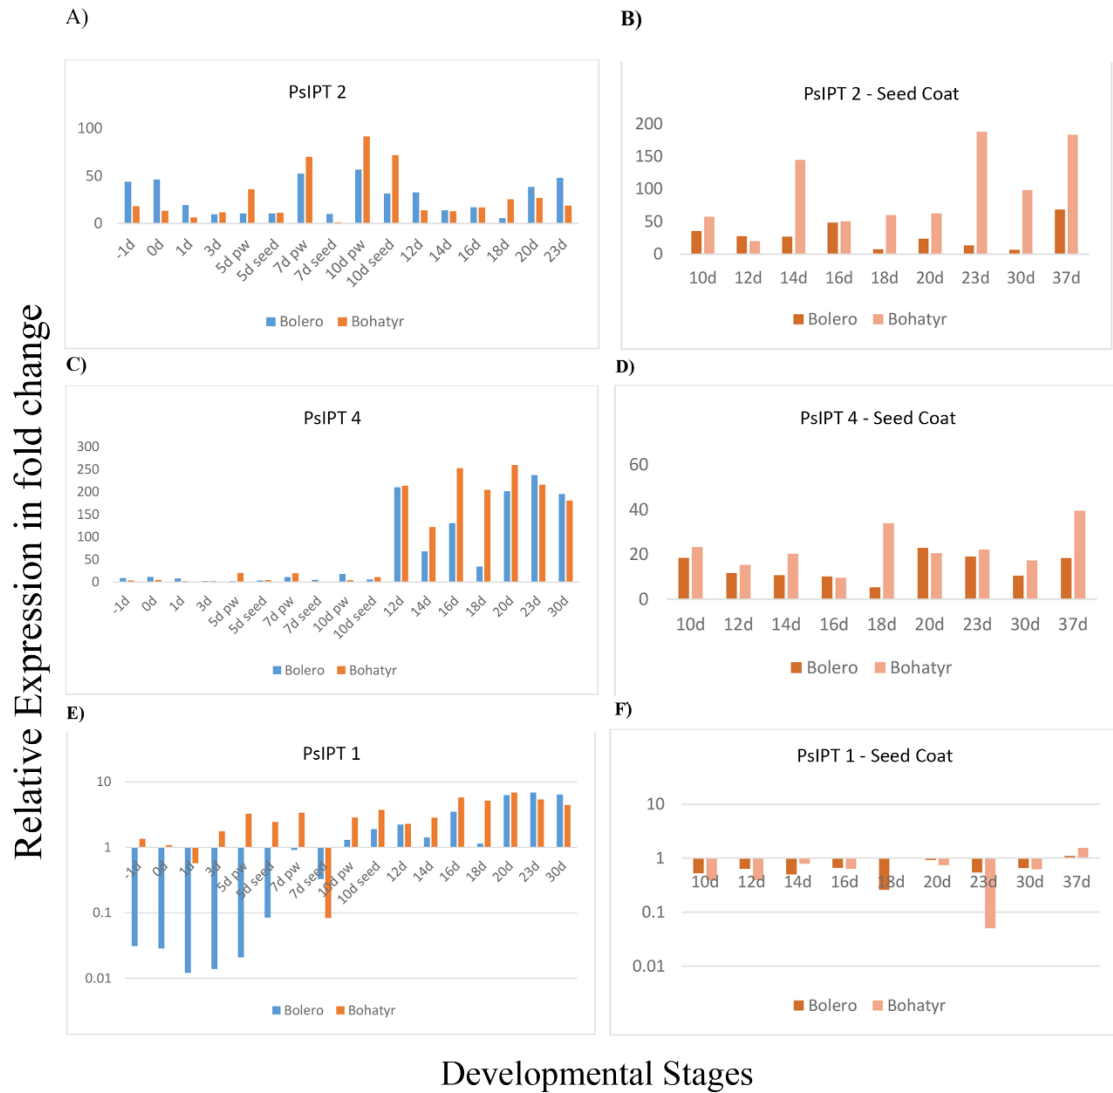 A)
B)
PsIPT 2
PsIPT 2 - Seed Coat
100
50
0
-1d 0d 1d 3d 5d pw 5d seed 7d pw 7d seed 10d pw 10d seed 12d 14d 16d 18d 20d 23d
Bolero Bohatyr
200
150
100
50
0
10d 12d 14d 16d 18d 20d 23d 30d 37d
Bolero Bohatyr
Relative Expression in fold change
C)
D)
PsIPT 4
PsIPT 4 - Seed Coat
300
250
200
150
100
50
0
-1d 0d 1d 3d 5d pw 5d seed 7d pw 7d seed 10d pw 10d seed 12d 14d 16d 18d 20d 23d 30d
Bolero Bohatyr
60
40
20
0
10d 12d 14d 16d 18d 20d 23d 30d 37d
Bolero Bohatyr
E)
F)
PsIPT 1
PsIPT 1 - Seed Coat
10
1
0.1
0.01
-1d 0d 1d 3d 5d pw 5d seed 7d pw 7d seed 10d pw 10d seed 12d 14d 16d 18d 20d 23d 30d
Bolero Bohatyr
10
1
0.1
0.01
10d 12d 14d 16d 18d 20d 23d 30d 37d
Bolero Bohatyr
Developmental Stages